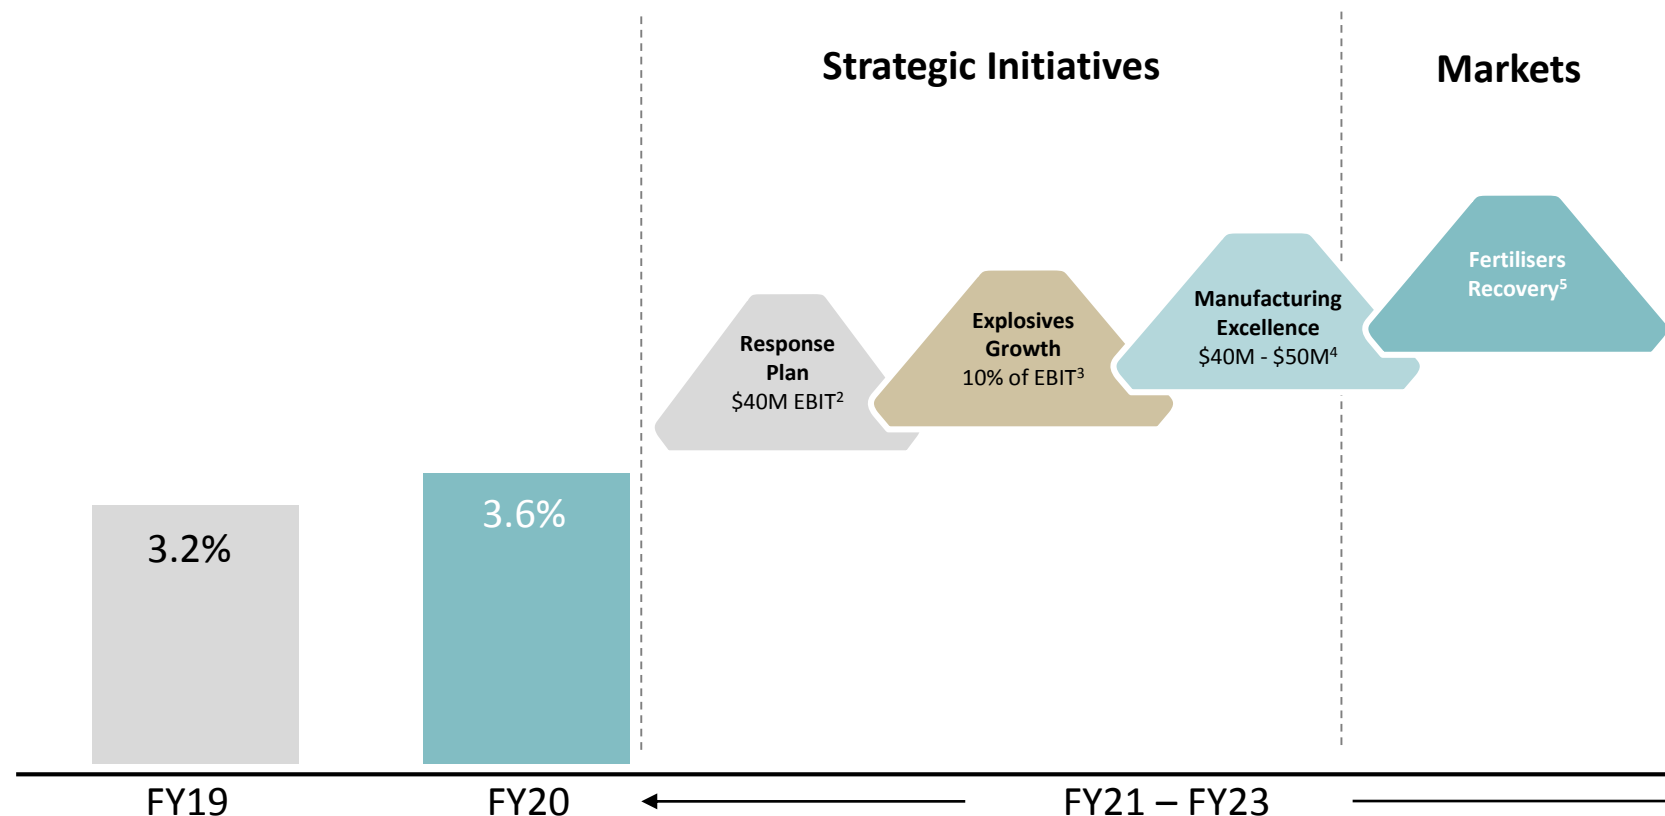 Strategic Initiatives
Markets
Response
Plan
$40M EBIT²
Explosives
Growth
10% of EBIT³
Manufacturing
Excellence
$40M - $50M⁴
Fertilisers
Recovery⁵
3.2%
3.6%
FY19
FY20
FY21 – FY23